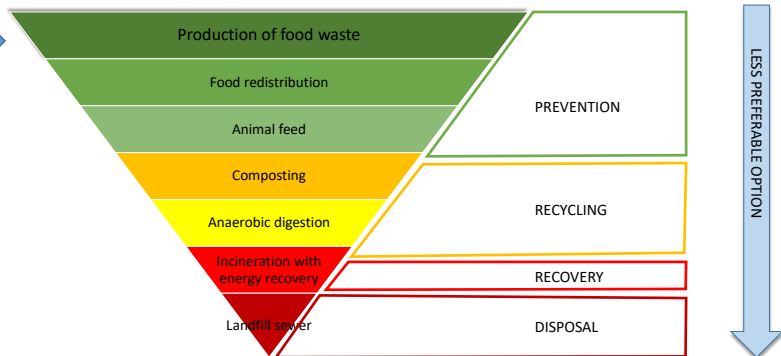 Production of food waste
Food redistribution
Animal feed
Composting
Anaerobic digestion
Incineration with
energy recovery
Landfill sewer
PREVENTION
RECYCLING
RECOVERY
DISPOSAL
LESS PREFERABLE OPTION